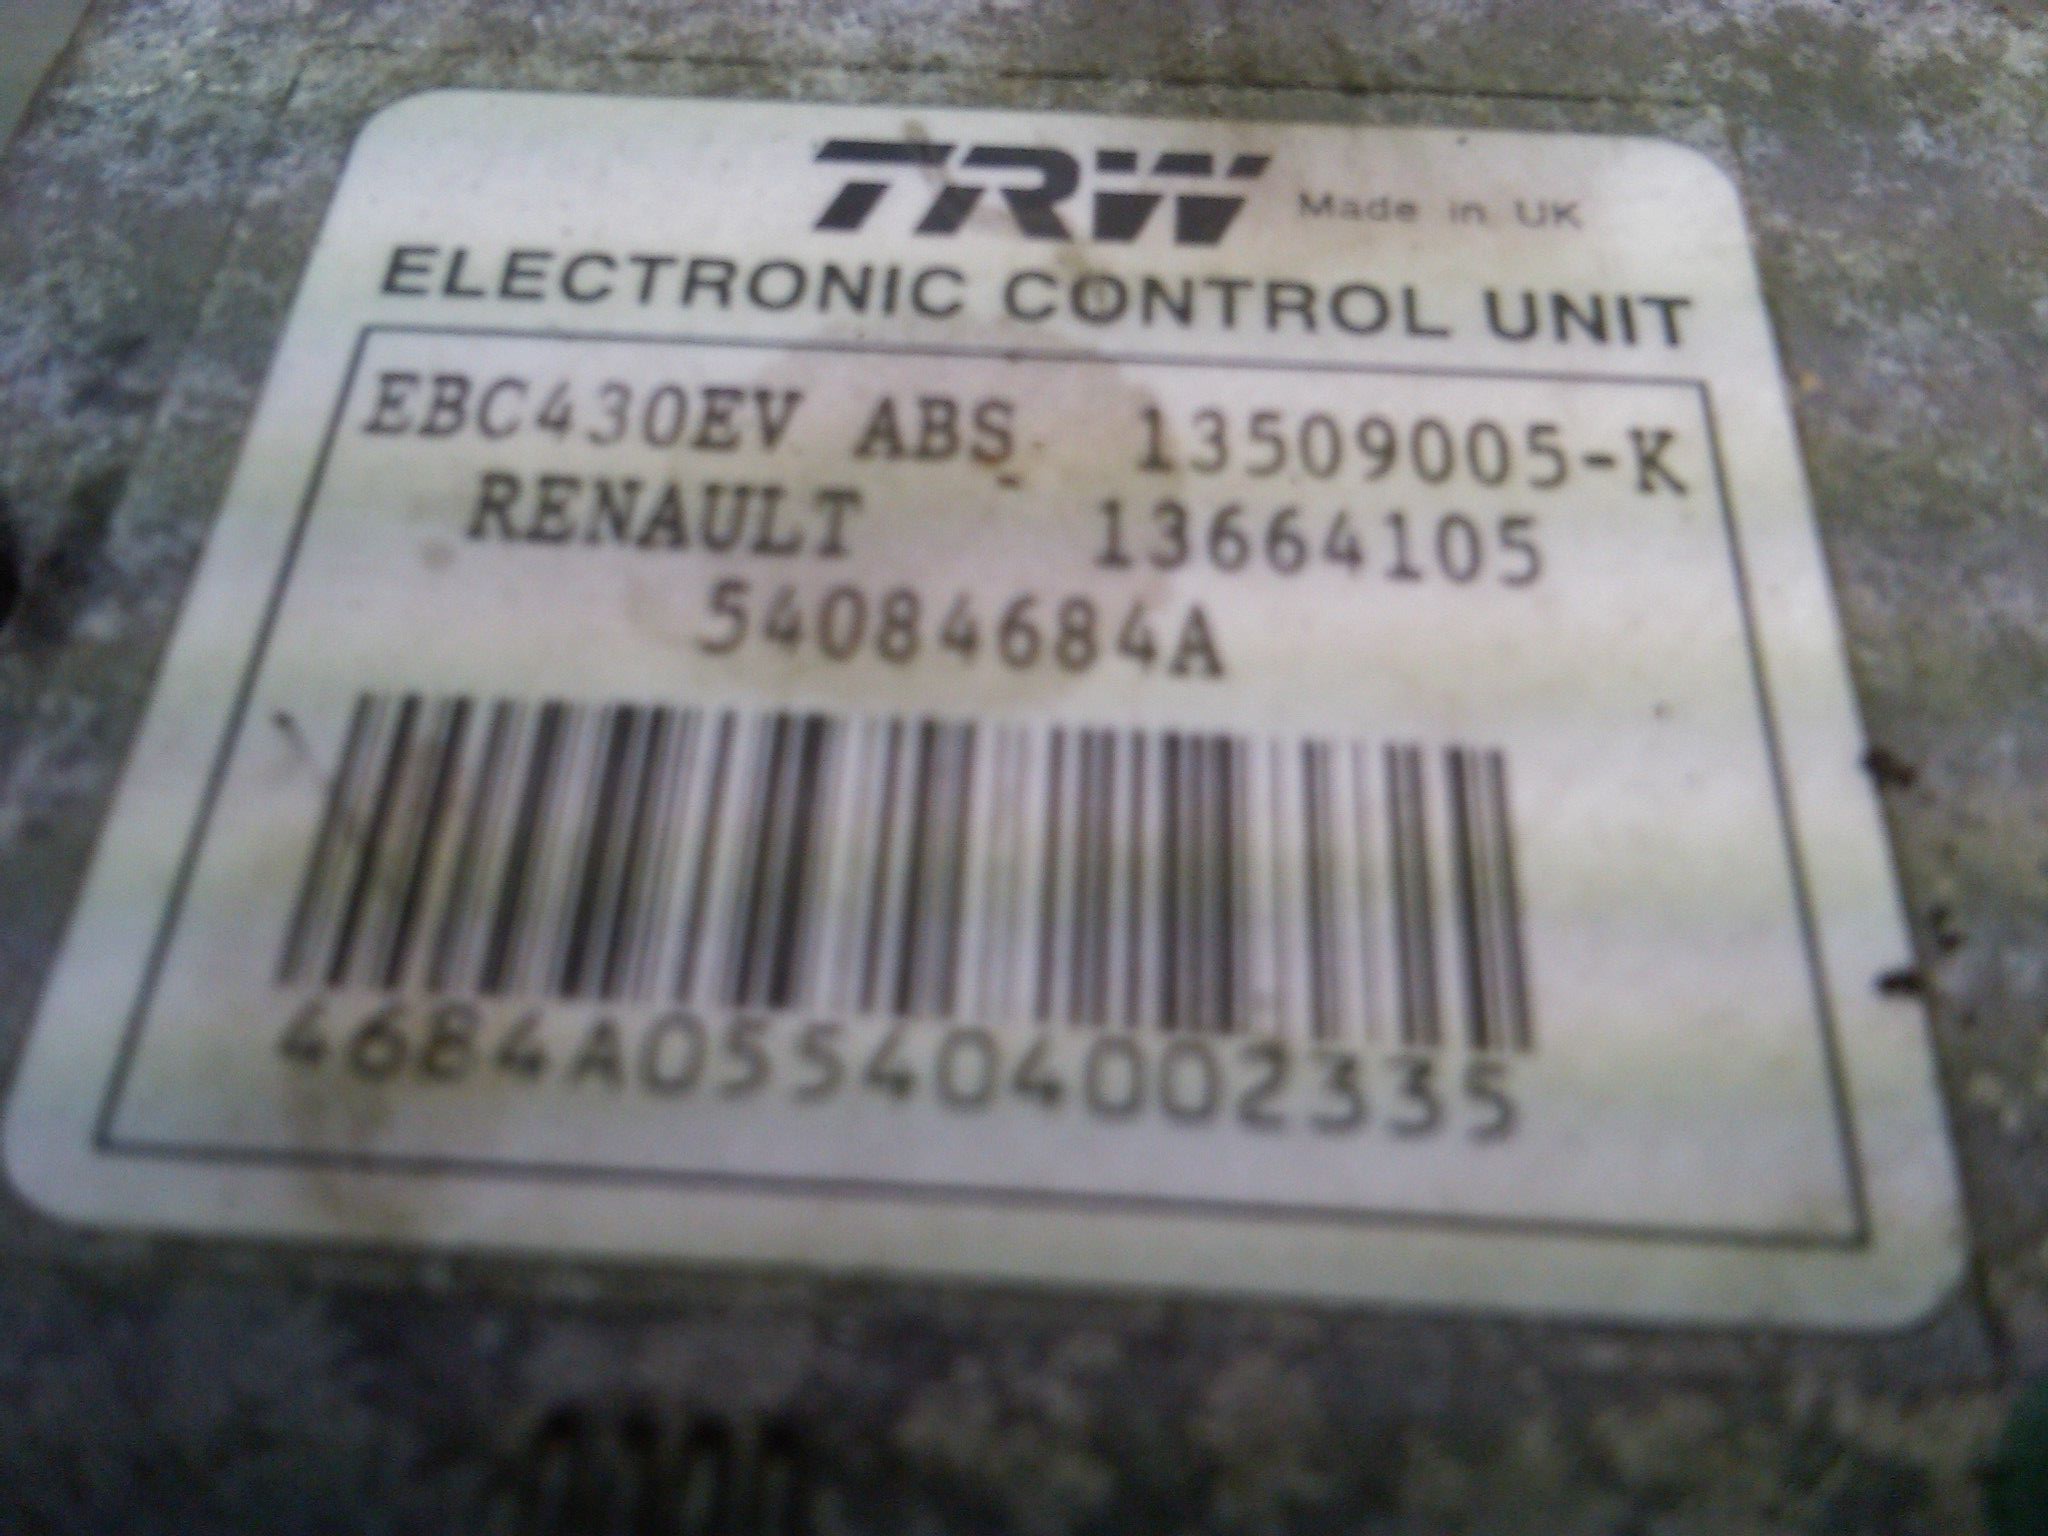 TRW Made in UK
ELECTRONIC CONTROL UNIT
EBC430EV ABS 13509005-K
RENAULT 13664105
54084684A
4684A055404002335